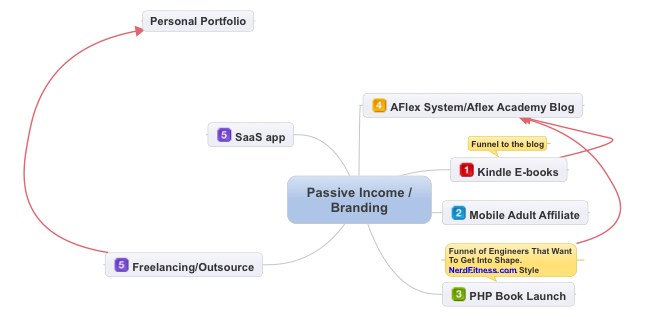 Personal Portfolio
4 AFlex System/Aflex Academy Blog
5 SaaS app
Funnel to the blog
1 Kindle E-books
Passive Income /
Branding
2 Mobile Adult Affiliate
Funnel of Engineers That Want
To Get Into Shape.
NerdFitness.com Style
5 Freelancing/Outsource
3 PHP Book Launch